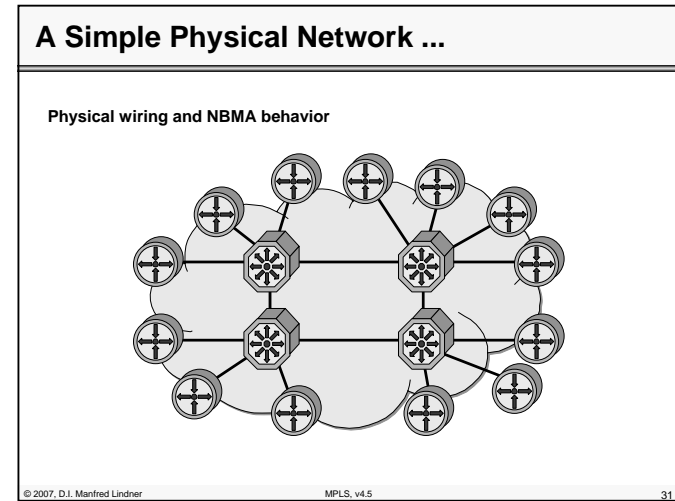 A Simple Physical Network ...
Physical wiring and NBMA behavior
© 2007, D.I. Manfred Lindner
MPLS, v4.5
31